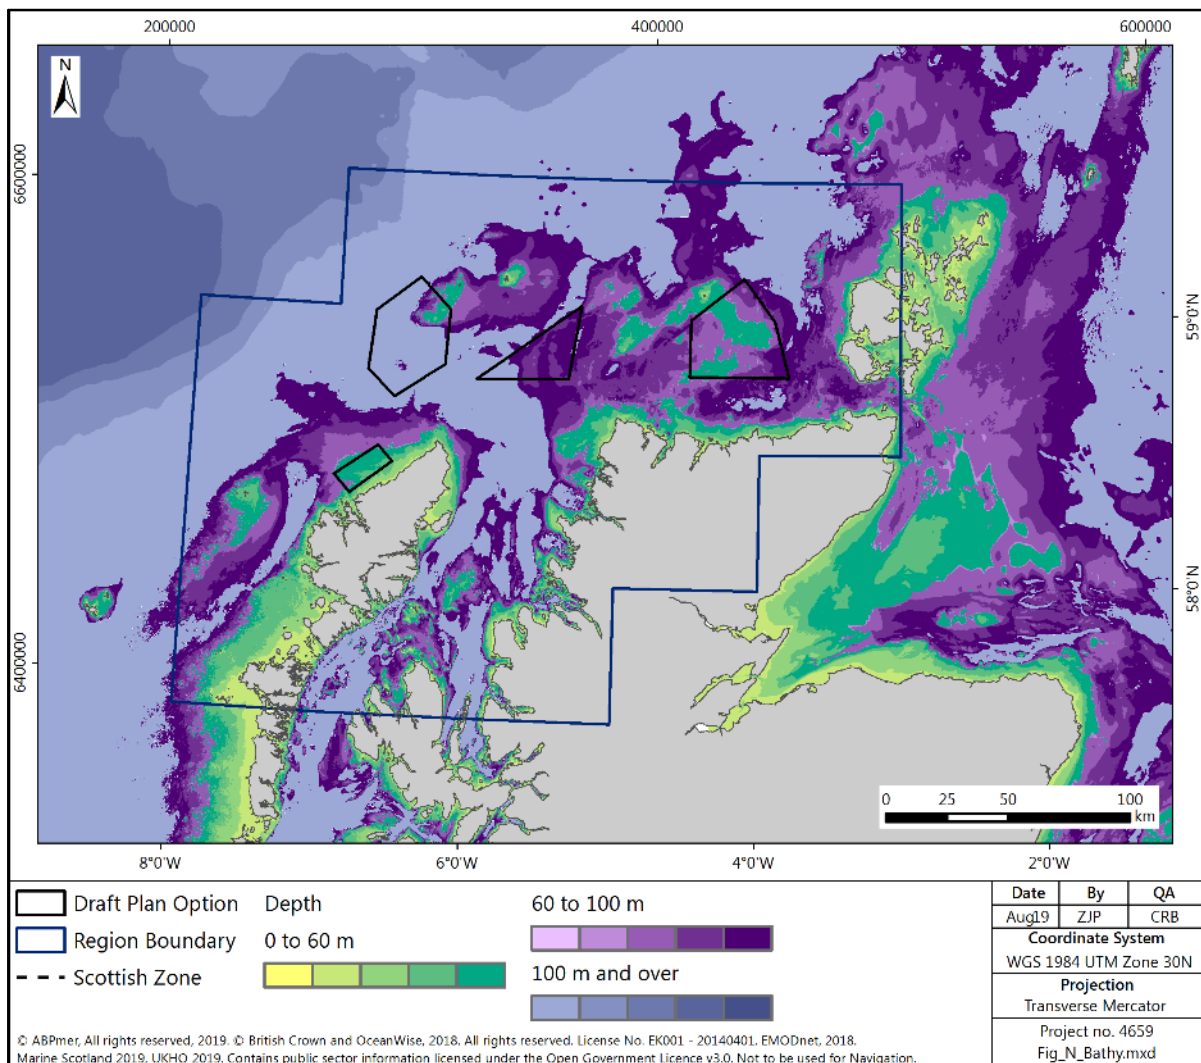 200000 400000 600000
N
6600000
6400000
59°0'N
58°0'N
0 25 50 100
km
8°0'W 6°0'W 4°0'W 2°0'W
Draft Plan Option
Region Boundary
Scottish Zone
Depth
0 to 60 m
60 to 100 m
100 m and over
Date By QA
Aug19 ZJP CRB
Coordinate System
WGS 1984 UTM Zone 30N
Projection
Transverse Mercator
Project no. 4659
Fig_N_Bathy.mxd
© ABPmer, All rights reserved, 2019. © British Crown and OceanWise, 2018. All rights reserved. License No. EK001 - 20140401. EMODnet, 2018.
Marine Scotland 2019, UKHO 2019. Contains public sector information licensed under the Open Government Licence v3.0. Not to be used for Navigation.